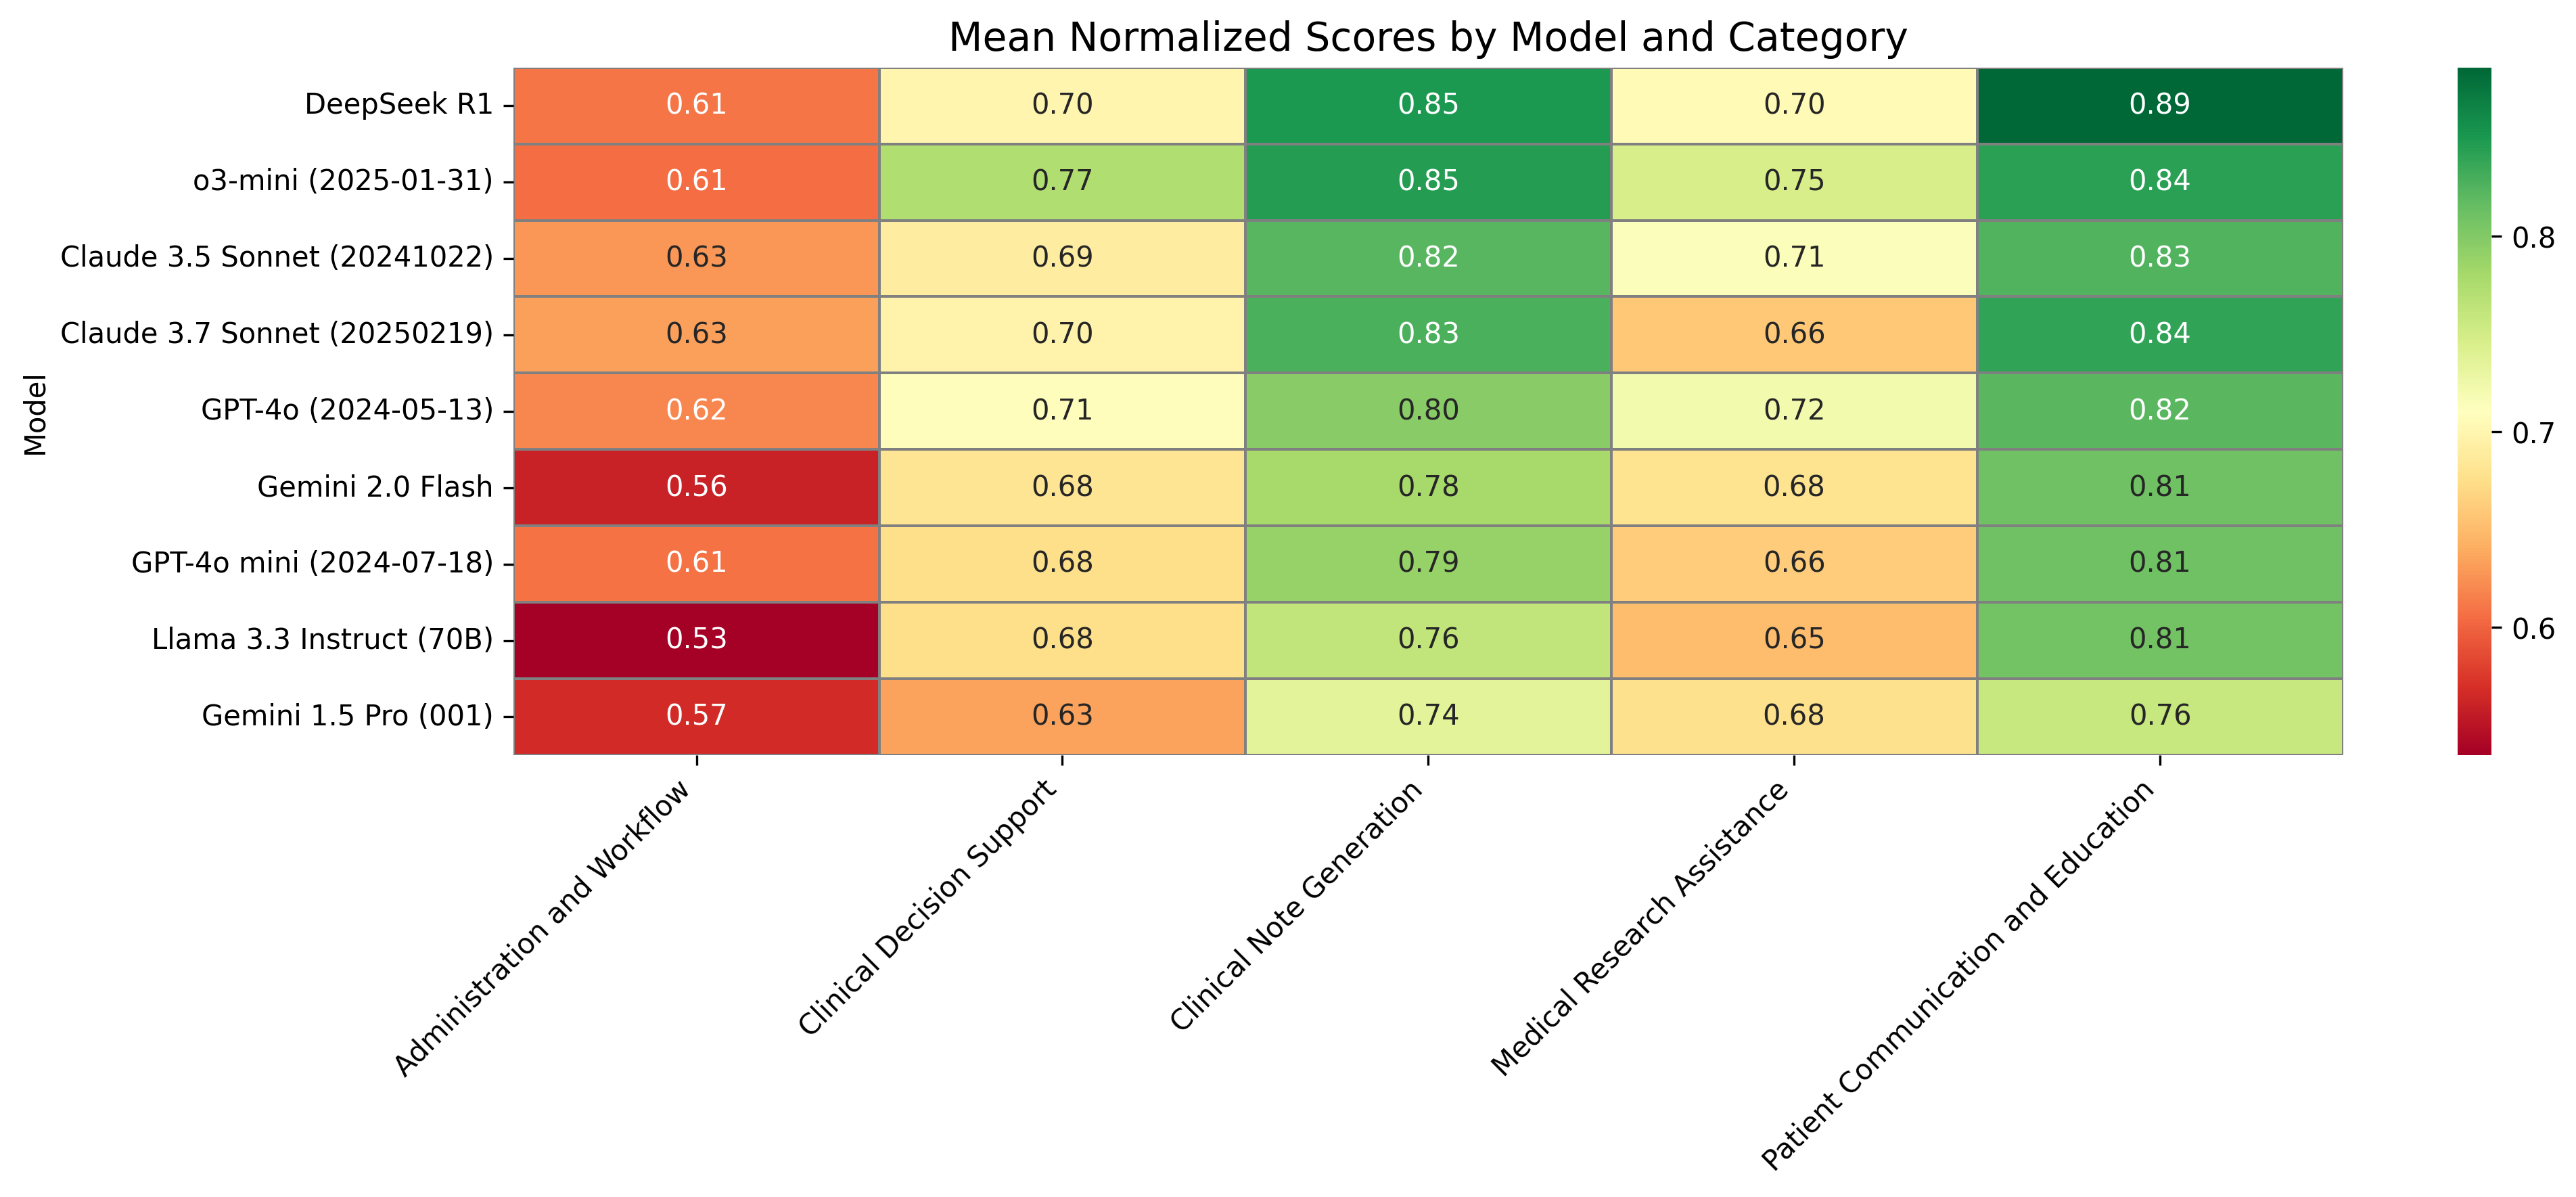 Mean Normalized Scores by Model and Category
Model
DeepSeek R1 0.61 0.70 0.85 0.70 0.89
o3-mini (2025-01-31) 0.61 0.77 0.85 0.75 0.84
Claude 3.5 Sonnet (20241022) 0.63 0.69 0.82 0.71 0.83
Claude 3.7 Sonnet (20250219) 0.63 0.70 0.83 0.66 0.84
GPT-4o (2024-05-13) 0.62 0.71 0.80 0.72 0.82
Gemini 2.0 Flash 0.56 0.68 0.78 0.68 0.81
GPT-4o mini (2024-07-18) 0.61 0.68 0.79 0.66 0.81
Llama 3.3 Instruct (70B) 0.53 0.68 0.76 0.65 0.81
Gemini 1.5 Pro (001) 0.57 0.63 0.74 0.68 0.76
Administration and Workflow
Clinical Decision Support
Clinical Note Generation
Medical Research Assistance
Patient Communication and Education
0.8
0.7
0.6